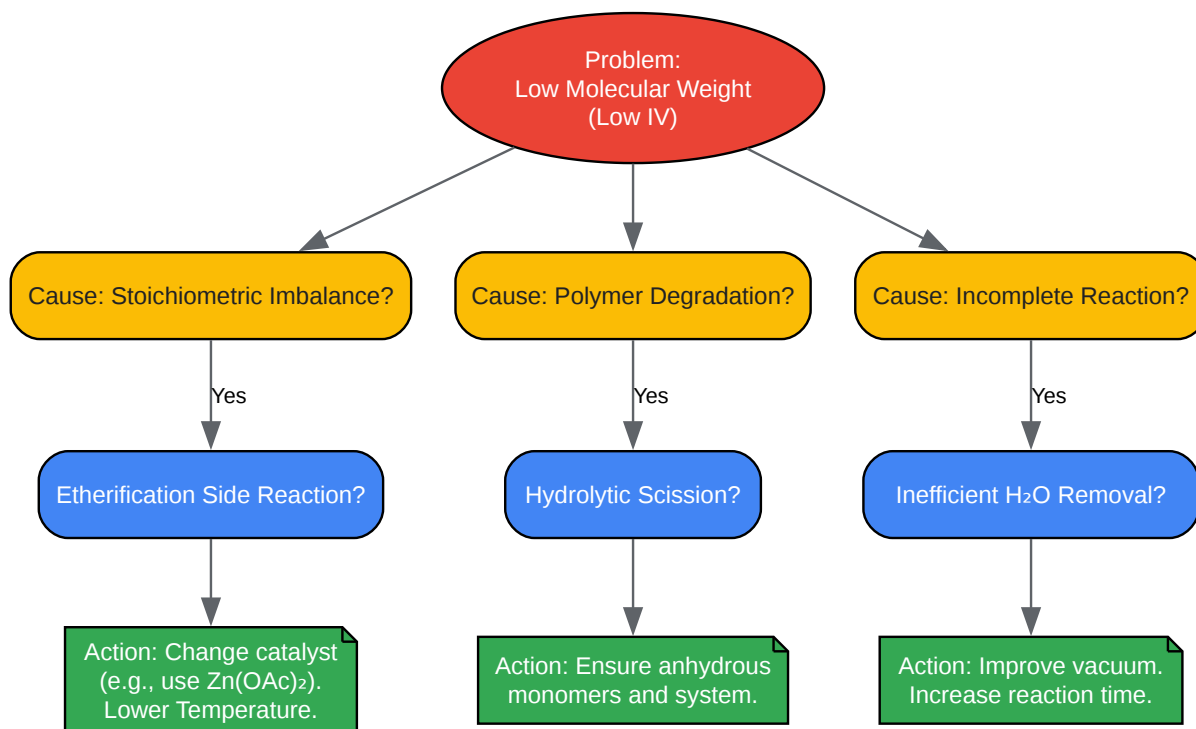 Problem:
Low Molecular Weight
(Low IV)
Cause: Stoichiometric Imbalance?
Cause: Polymer Degradation?
Cause: Incomplete Reaction?
Yes
Yes
Yes
Etherification Side Reaction?
Hydrolytic Scission?
Inefficient H₂O Removal?
Action: Change catalyst
(e.g., use Zn(OAc)₂).
Lower Temperature.
Action: Ensure anhydrous
monomers and system.
Action: Improve vacuum.
Increase reaction time.